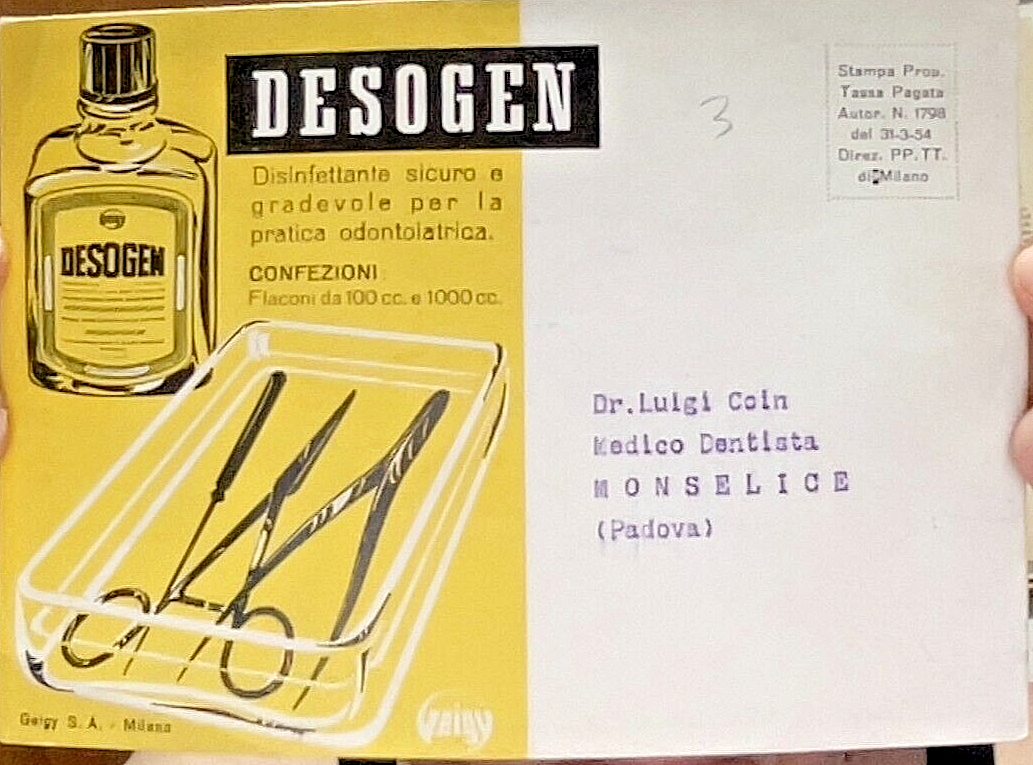 DESOGEN
Disinfettante sicuro e
gradevole per la
pratica odontoiatrica.
CONFEZIONI
Flaconi da 100 cc. e 1000 cc.
Geigy
DESOGEN
Geigy S. A. - Milano
Geigy
3
Stampa Prop.
Tassa Pagata
Autor. N. 1798
del 31-3-54
Direz. PP. TT.
di Milano
Dr.Luigi Coin
Medico Dentista
MONSELICE
(Padova)